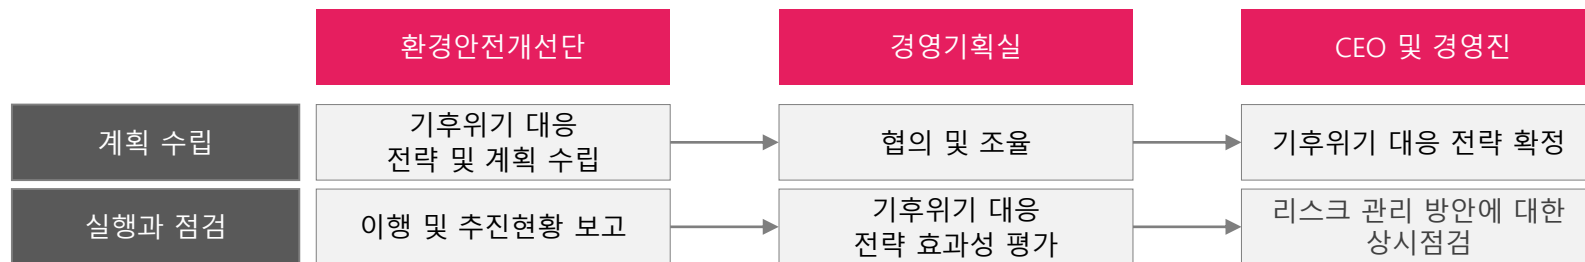 환경안전개선단
경영기획실
CEO 및 경영진
계획 수립
기후위기 대응
전략 및 계획 수립
협의 및 조율
기후위기 대응 전략 확정
실행과 점검
이행 및 추진현황 보고
기후위기 대응
전략 효과성 평가
리스크 관리 방안에 대한
상시점검